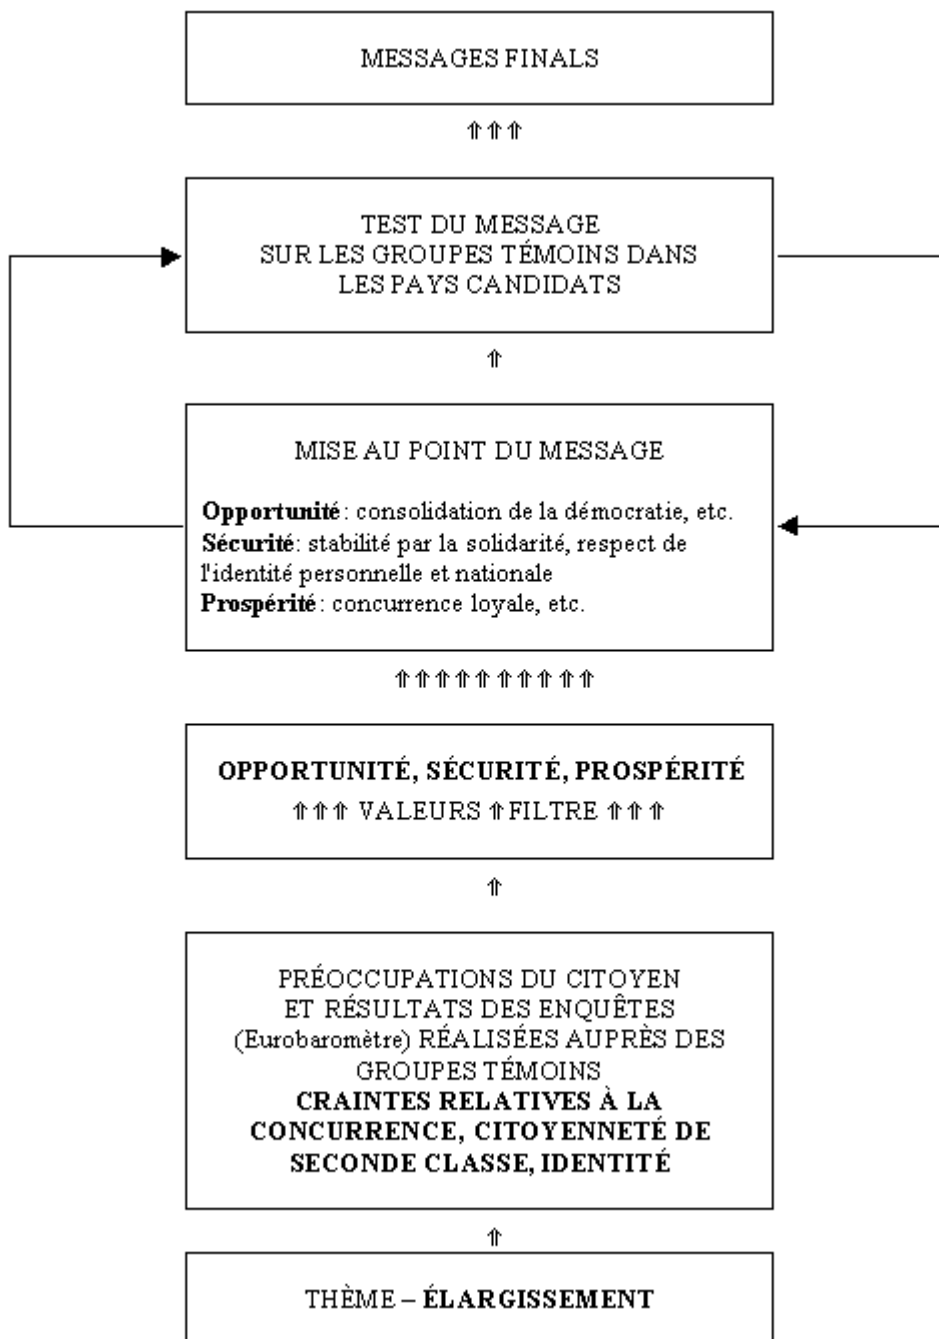 MESSAGES FINALS
⇑⇑⇑
TEST DU MESSAGE
SUR LES GROUPES TÉMOINS DANS
LES PAYS CANDIDATS
⇑
MISE AU POINT DU MESSAGE
Opportunité: consolidation de la démocratie, etc.
Sécurité: stabilité par la solidarité, respect de
l'identité personnelle et nationale
Prospérité: concurrence loyale, etc.
⇑⇑⇑⇑⇑⇑⇑⇑⇑⇑
OPPORTUNITÉ, SÉCURITÉ, PROSPÉRITÉ
⇑⇑⇑ VALEURS ⇑ FILTRE ⇑⇑⇑
⇑
PRÉOCCUPATIONS DU CITOYEN
ET RÉSULTATS DES ENQUÊTES
(Eurobaromètre) RÉALISÉES AUPRÈS DES
GROUPES TÉMOINS
CRAINTES RELATIVES À LA
CONCURRENCE, CITOYENNETÉ DE
SECONDE CLASSE, IDENTITÉ
⇑
THÈME – ÉLARGISSEMENT